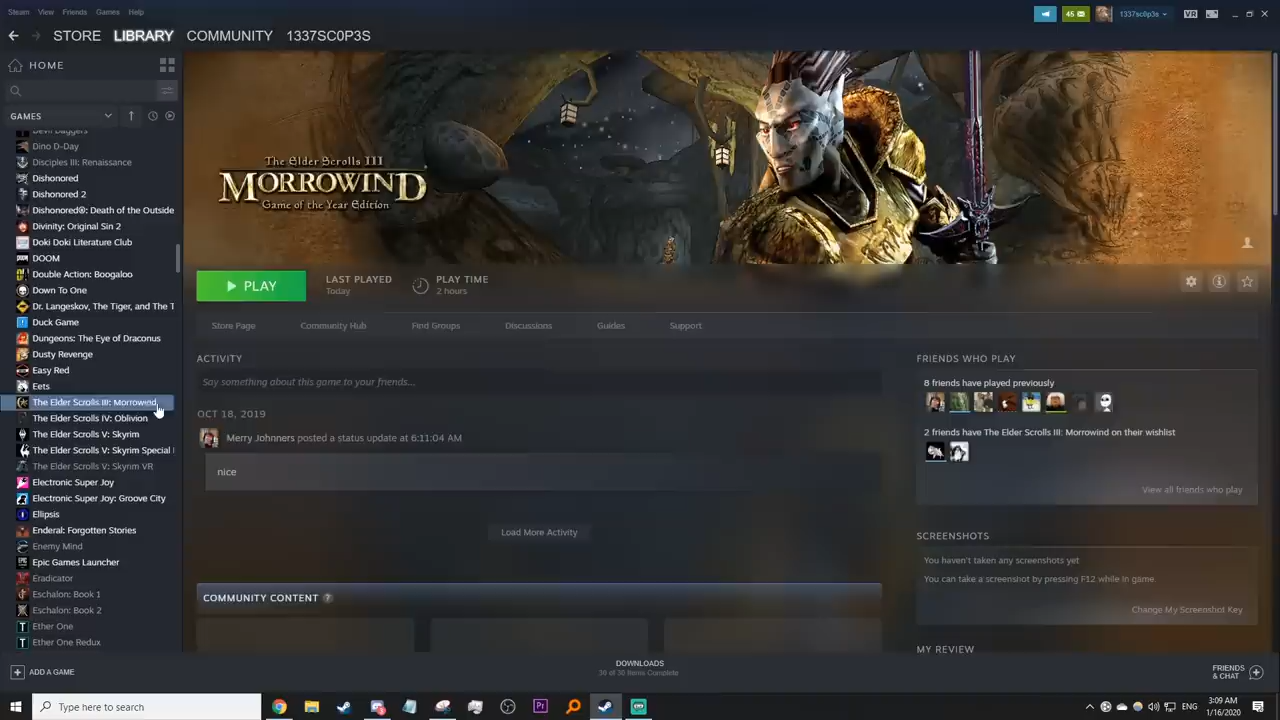 Steam View Friends Games Help
45
1337sc0p3s
VR
STORE LIBRARY COMMUNITY 1337SC0P3S
HOME
GAMES
Devil Daggers
Dino D-Day
Disciples III: Renaissance
Dishonored
Dishonored 2
Dishonored®: Death of the Outside
Divinity: Original Sin 2
Doki Doki Literature Club
DOOM
Double Action: Boogaloo
Down To One
Dr. Langeskov, The Tiger, and The T
Duck Game
Dungeons: The Eye of Draconus
Dusty Revenge
Easy Red
Eets
The Elder Scrolls III: Morrowind
The Elder Scrolls IV: Oblivion
The Elder Scrolls V: Skyrim
The Elder Scrolls V: Skyrim Special
The Elder Scrolls V: Skyrim VR
Electronic Super Joy
Electronic Super Joy: Groove City
Ellipsis
Enderal: Forgotten Stories
Enemy Mind
Epic Games Launcher
Eradicator
Eschalon: Book 1
Eschalon: Book 2
Ether One
Ether One Redux
ADD A GAME
The Elder Scrolls III
MORROWIND
Game of the Year Edition
PLAY
LAST PLAYED
Today
PLAY TIME
2 hours
Store Page Community Hub Find Groups Discussions Guides Support
ACTIVITY
Say something about this game to your friends...
OCT 18, 2019
Merry Johnners posted a status update at 6:11:04 AM
nice
Load More Activity
COMMUNITY CONTENT ?
FRIENDS WHO PLAY
8 friends have played previously
2 friends have The Elder Scrolls III: Morrowind on their wishlist
View all friends who play
SCREENSHOTS
You haven't taken any screenshots yet
You can take a screenshot by pressing F12 while in game.
Change My Screenshot Key
MY REVIEW
DOWNLOADS
30 of 30 Items Complete
FRIENDS
& CHAT
Type here to search
Pr
ENG
3:09 AM
1/16/2020